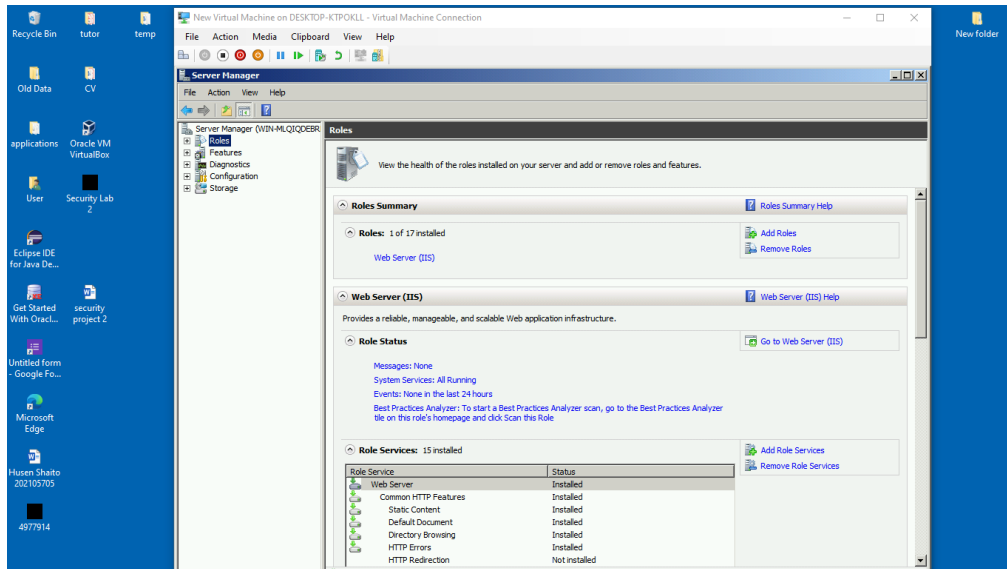 Recycle Bin
tutor
temp
Old Data
CV
applications
Oracle VM
VirtualBox
User
Security Lab
2
Eclipse IDE
for Java De...
Get Started
With Oracl...
security
project 2
Untitled form
- Google Fo...
Microsoft
Edge
Husen Shaito
202105705
4977914
New folder
New Virtual Machine on DESKTOP-KTPOKLL - Virtual Machine Connection
File Action Media Clipboard View Help
Server Manager
File Action View Help
Server Manager (WIN-MLQIQDEBR
Roles
Features
Diagnostics
Configuration
Storage
Roles
View the health of the roles installed on your server and add or remove roles and features.
Roles Summary
Roles Summary Help
Roles: 1 of 17 installed
Web Server (IIS)
Add Roles
Remove Roles
Web Server (IIS)
Web Server (IIS) Help
Provides a reliable, manageable, and scalable Web application infrastructure.
Role Status
Go to Web Server (IIS)
Messages: None
System Services: All Running
Events: None in the last 24 hours
Best Practices Analyzer: To start a Best Practices Analyzer scan, go to the Best Practices Analyzer
tile on this role's homepage and click Scan this Role
Role Services: 15 installed
Add Role Services
Remove Role Services
Role Service Status
Web Server Installed
Common HTTP Features Installed
Static Content Installed
Default Document Installed
Directory Browsing Installed
HTTP Errors Installed
HTTP Redirection Not installed